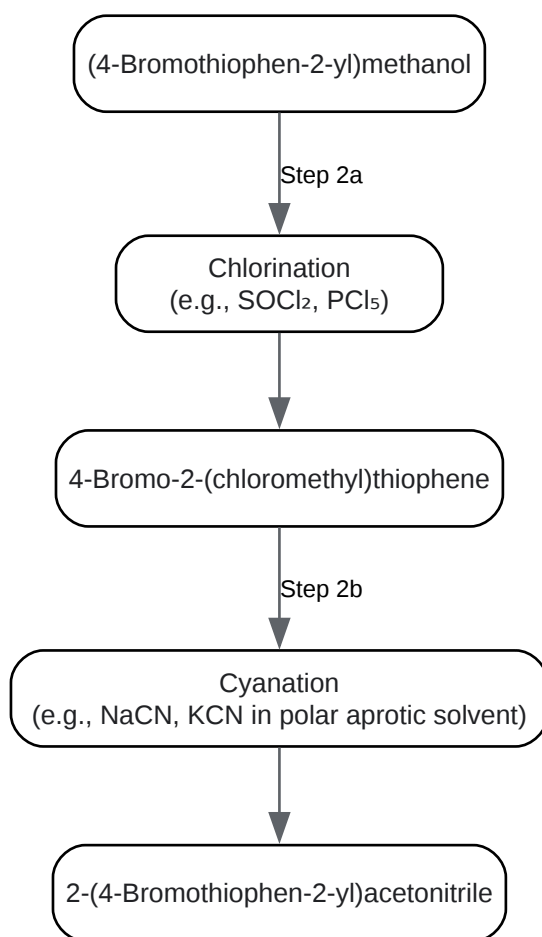 (4-Bromothiophen-2-yl)methanol
Step 2a
Chlorination
(e.g., SOCl₂, PCl₅)
4-Bromo-2-(chloromethyl)thiophene
Step 2b
Cyanation
(e.g., NaCN, KCN in polar aprotic solvent)
2-(4-Bromothiophen-2-yl)acetonitrile